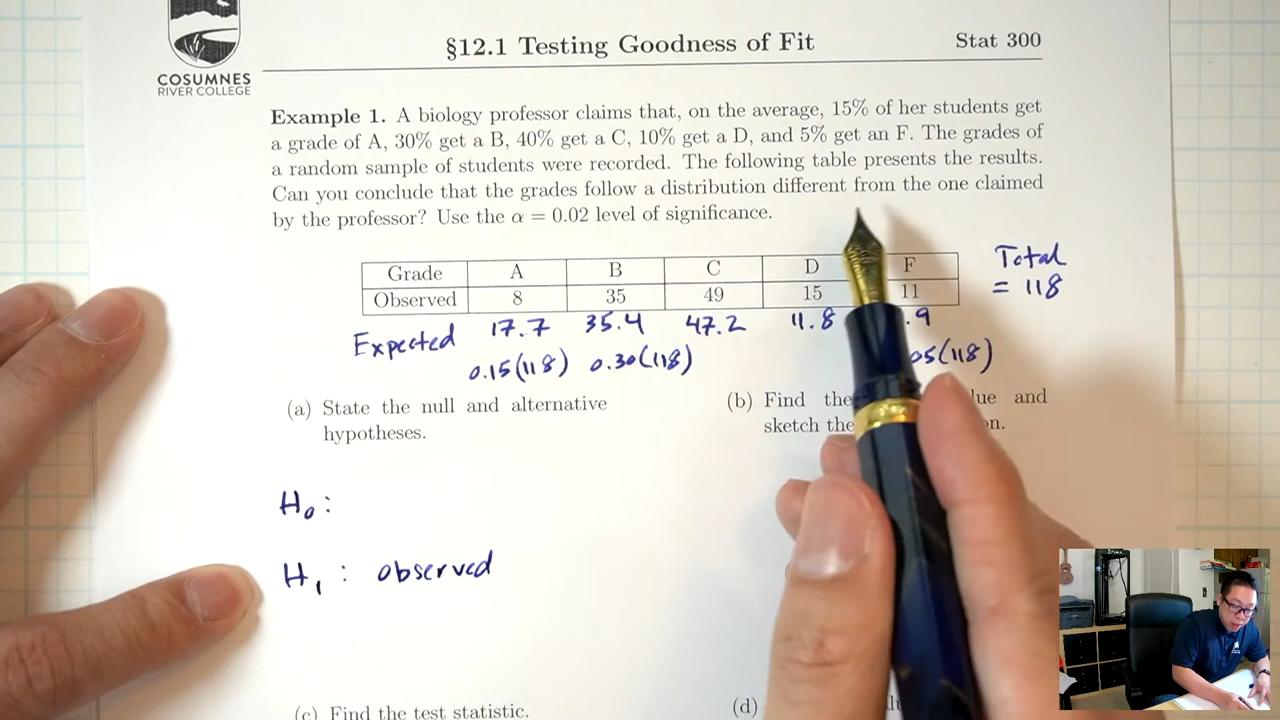 COSUMNES
RIVER COLLEGE
§12.1 Testing Goodness of Fit
Stat 300
Example 1. A biology professor claims that, on the average, 15% of her students get
a grade of A, 30% get a B, 40% get a C, 10% get a D, and 5% get an F. The grades of
a random sample of students were recorded. The following table presents the results.
Can you conclude that the grades follow a distribution different from the one claimed
by the professor? Use the α = 0.02 level of significance.
Grade A B C D F
Observed 8 35 49 15 11
Total
= 118
Expected 17.7 35.4 47.2 11.8 .9
0.15(118) 0.30(118) 05(118)
(a) State the null and alternative
hypotheses.
(b) Find the and
sketch the
H₀:
H₁: observed
(c) Find the test statistic.
(d)